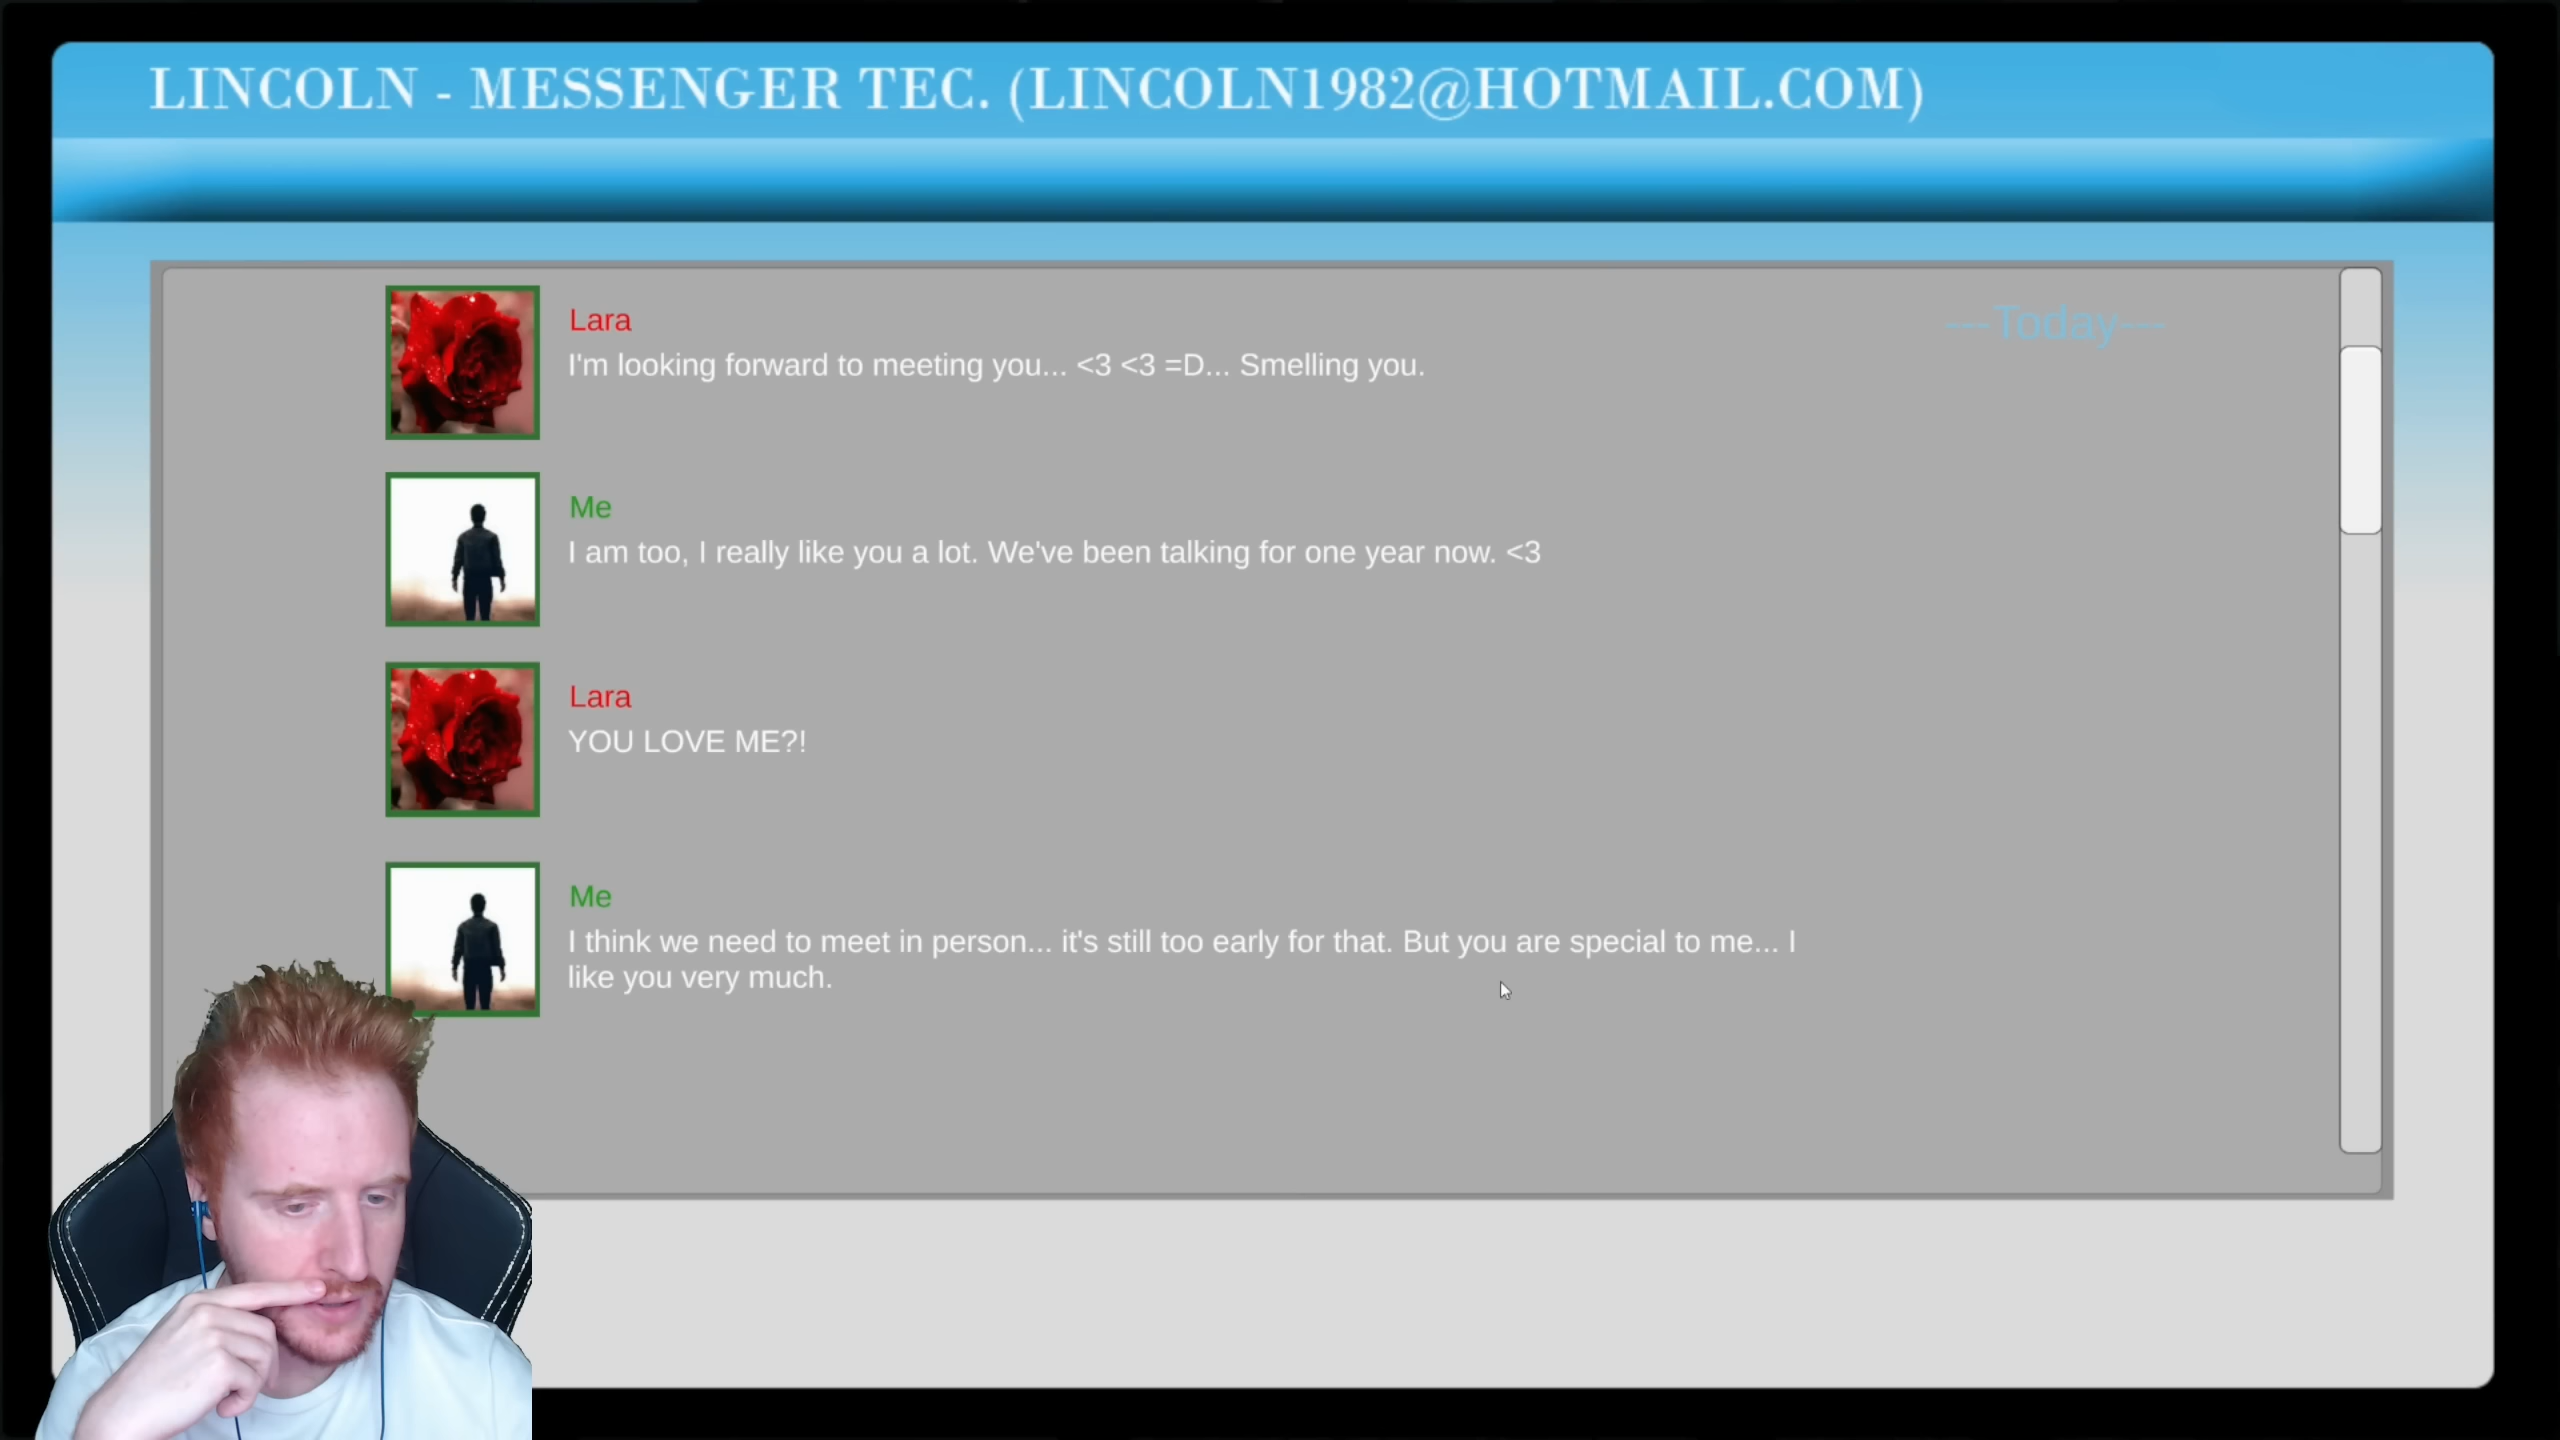 LINCOLN - MESSENGER TEC. (LINCOLN1982@HOTMAIL.COM)
---Today---
Lara
I'm looking forward to meeting you... <3 <3 =D... Smelling you.
Me
I am too, I really like you a lot. We've been talking for one year now. <3
Lara
YOU LOVE ME?!
Me
I think we need to meet in person... it's still too early for that. But you are special to me... I
like you very much.